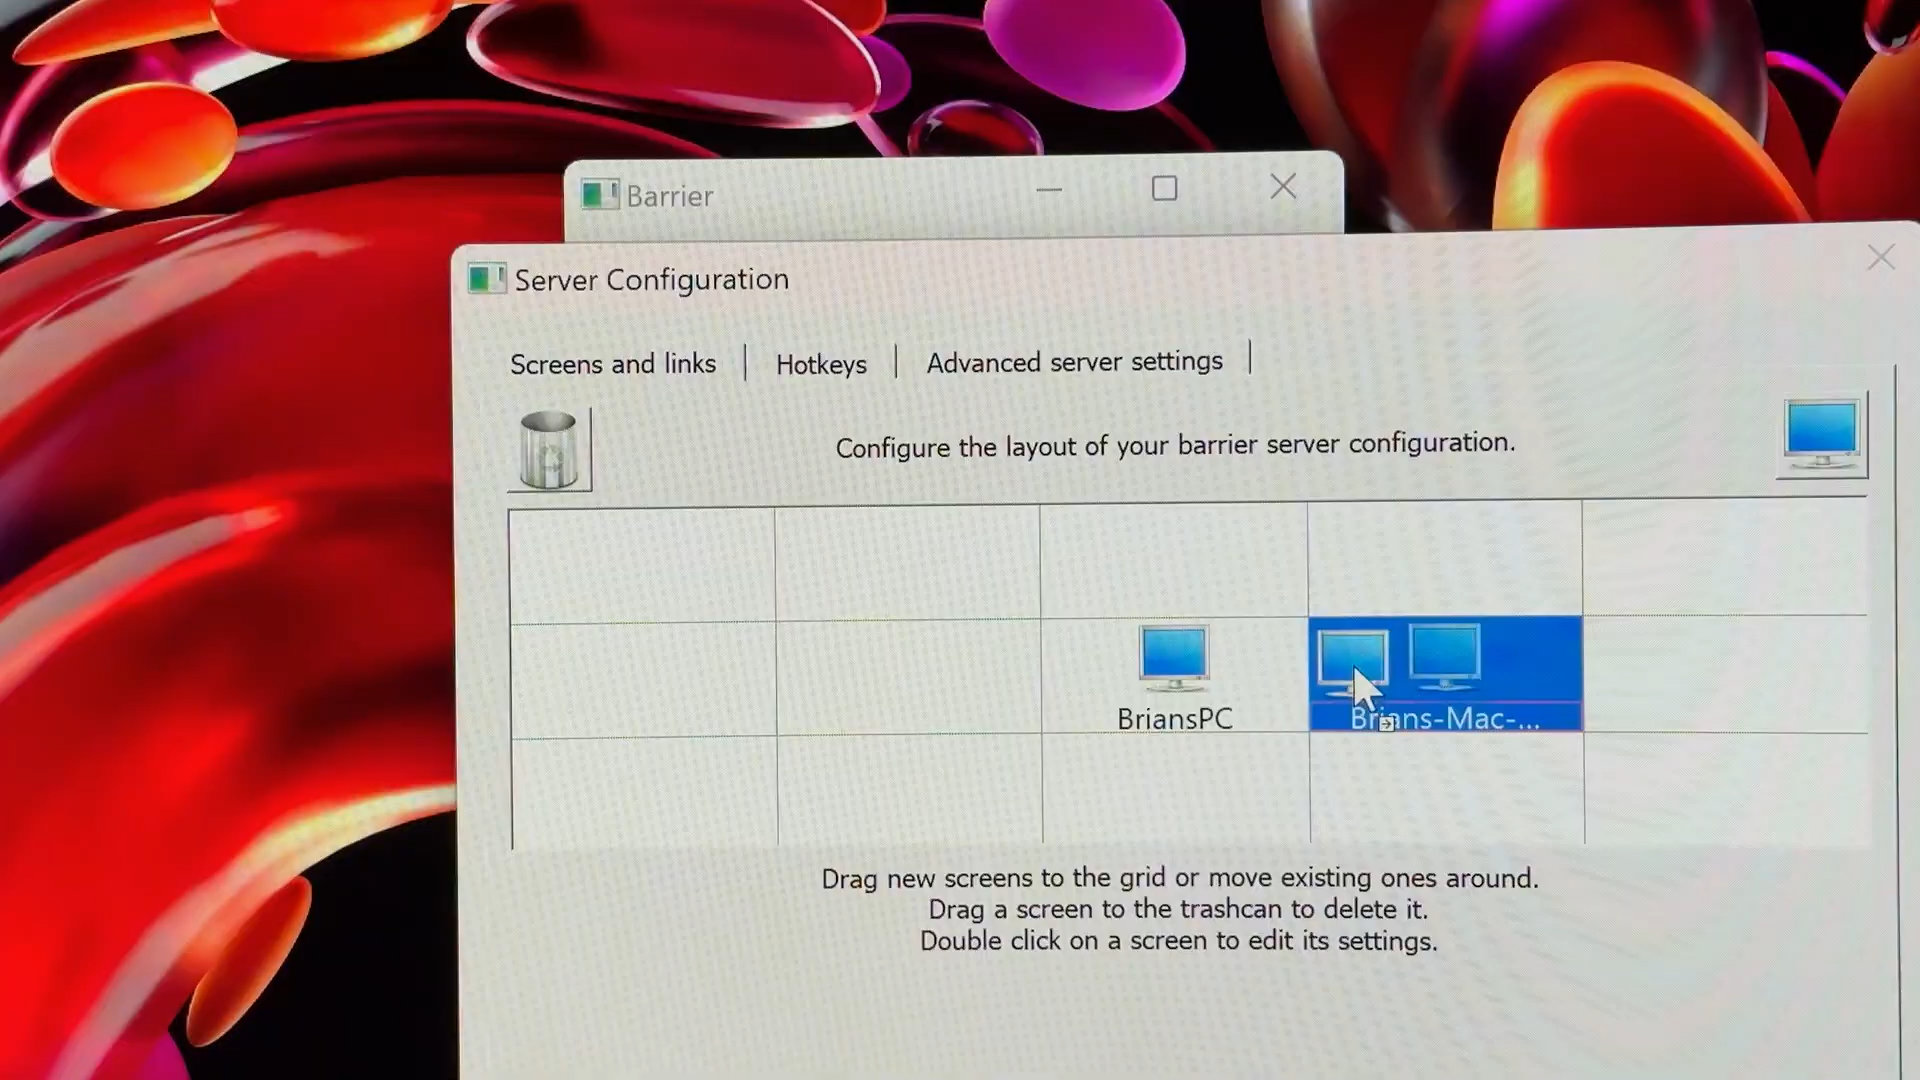 Barrier
Server Configuration
Screens and links
Hotkeys
Advanced server settings
Configure the layout of your barrier server configuration.
BriansPC
Brians-Mac-...
Drag new screens to the grid or move existing ones around.
Drag a screen to the trashcan to delete it.
Double click on a screen to edit its settings.